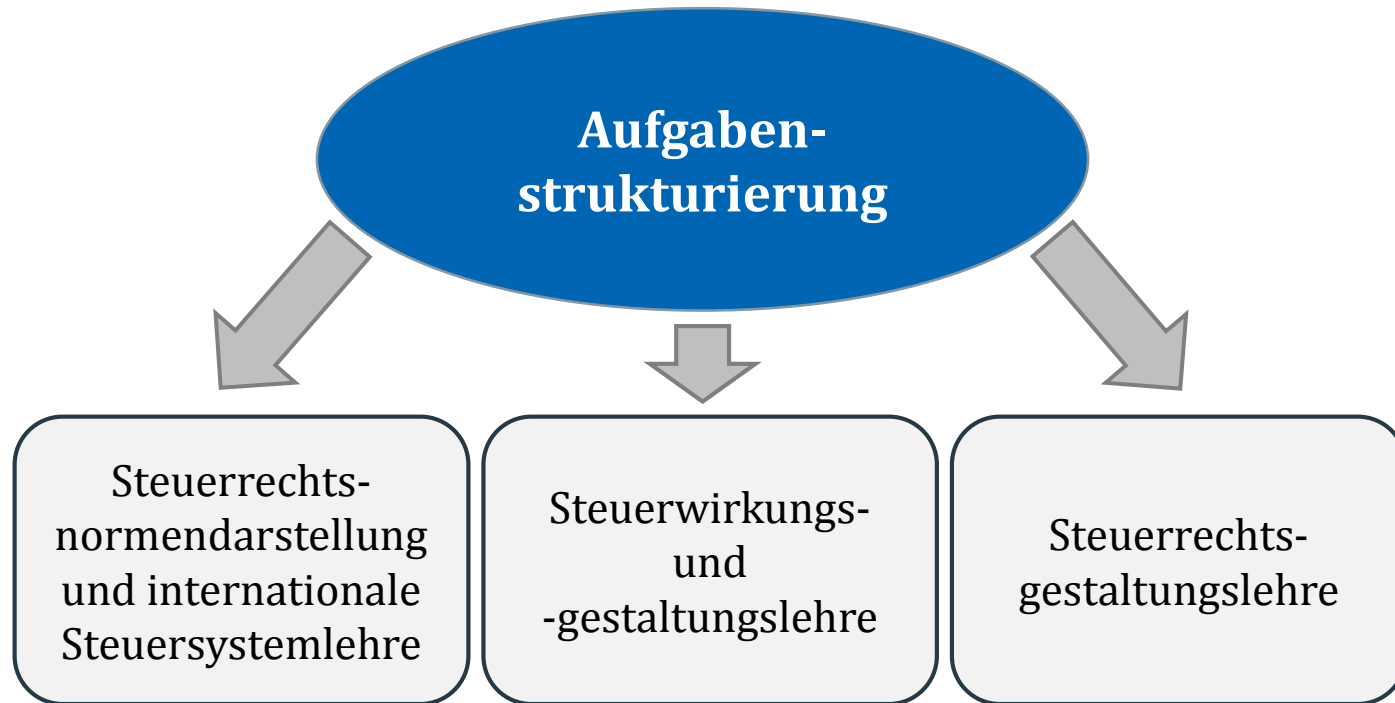 Aufgaben-
strukturierung
Steuerrechts-
normendarstellung
und internationale
Steuersystemlehre
Steuerwirkungs-
und
-gestaltungslehre
Steuerrechts-
gestaltungslehre